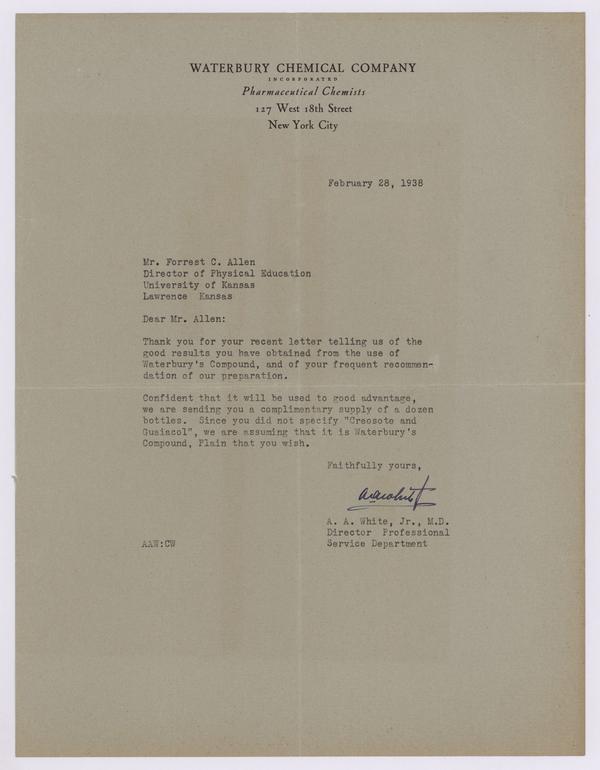 WATERBURY CHEMICAL COMPANY
INCORPORATED
Pharmaceutical Chemists
127 West 18th Street
New York City
February 28, 1938
Mr. Forrest C. Allen
Director of Physical Education
University of Kansas
Lawrence Kansas
Dear Mr. Allen:
Thank you for your recent letter telling us of the
good results you have obtained from the use of
Waterbury's Compound, and of your frequent recommen-
dation of our preparation.
Confident that it will be used to good advantage,
we are sending you a complimentary supply of a dozen
bottles. Since you did not specify "Creosote and
Guaiacol", we are assuming that it is Waterbury's
Compound, Plain that you wish.
Faithfully yours,
AAWhite Jr
A. A. White, Jr., M.D.
Director Professional
Service Department
AAW:CW